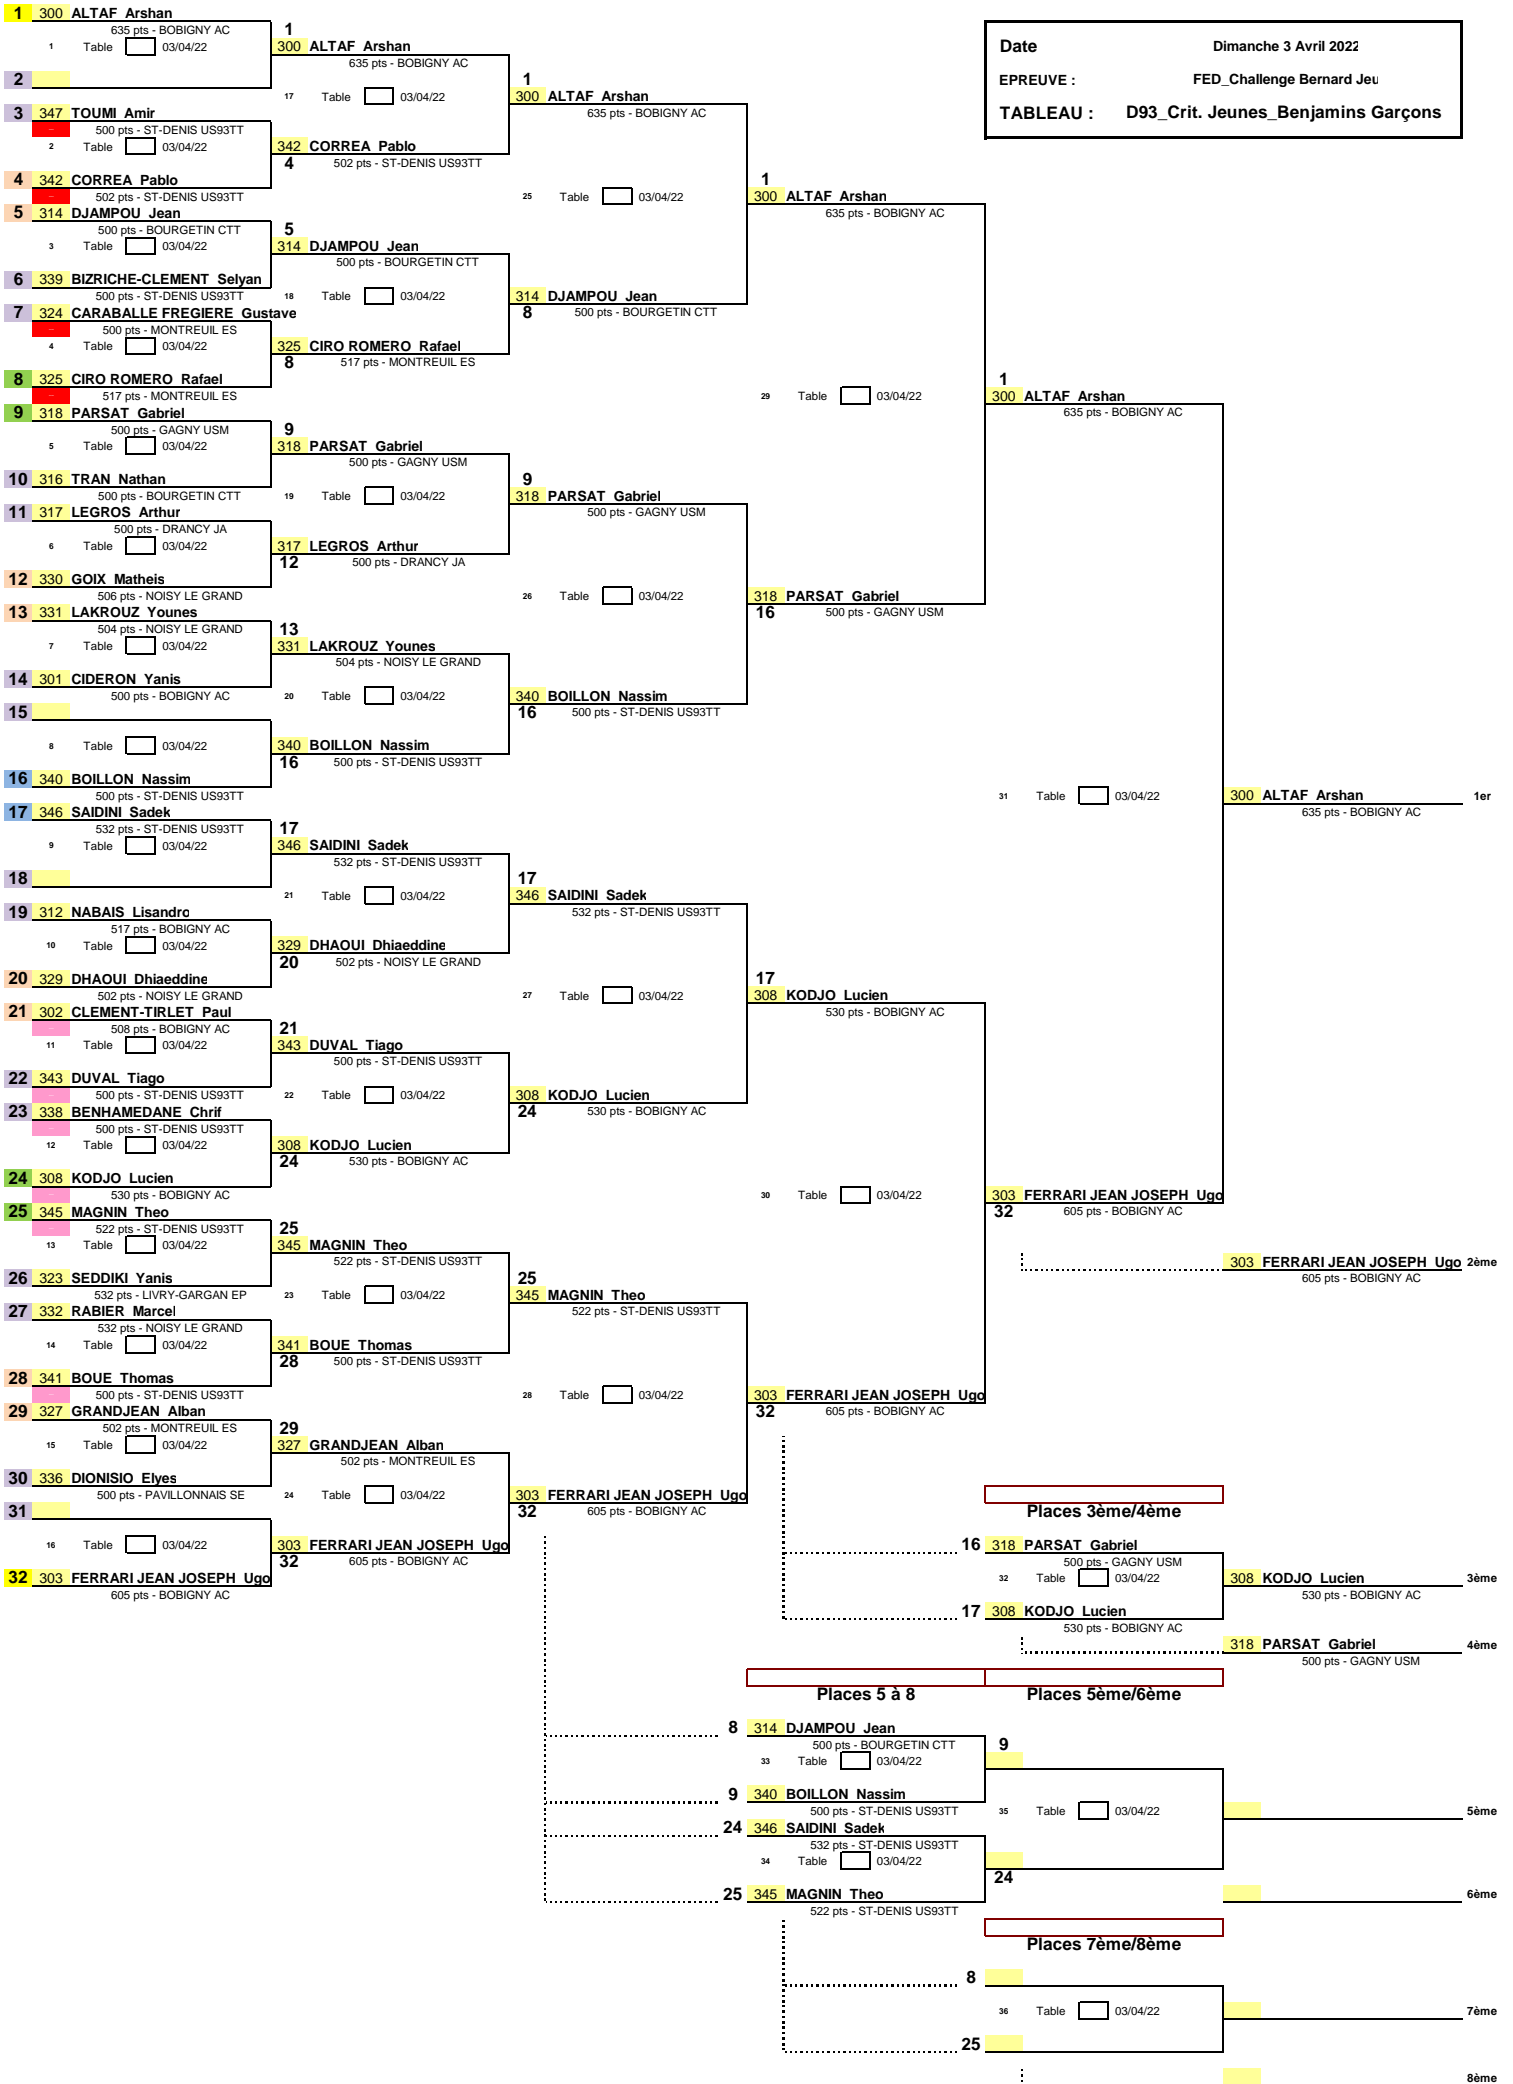 Date Dimanche 3 Avril 2022
EPREUVE : FED_Challenge Bernard Jeu
TABLEAU : D93_Crit. Jeunes_Benjamins Garçons
1 300 ALTAF Arshan
635 pts - BOBIGNY AC
1 Table 03/04/22
2
3 347 TOUMI Amir
500 pts - ST-DENIS US93TT
2 Table 03/04/22
4 342 CORREA Pablo
502 pts - ST-DENIS US93TT
5 314 DJAMPOU Jean
500 pts - BOURGETIN CTT
3 Table 03/04/22
6 339 BIZRICHE-CLEMENT Selyan
500 pts - ST-DENIS US93TT
7 324 CARABALLE FREGIERE Gustave
500 pts - MONTREUIL ES
4 Table 03/04/22
8 325 CIRO ROMERO Rafael
517 pts - MONTREUIL ES
9 318 PARSAT Gabriel
500 pts - GAGNY USM
5 Table 03/04/22
10 316 TRAN Nathan
500 pts - BOURGETIN CTT
11 317 LEGROS Arthur
500 pts - DRANCY JA
6 Table 03/04/22
12 330 GOIX Matheis
506 pts - NOISY LE GRAND
13 331 LAKROUZ Younes
504 pts - NOISY LE GRAND
7 Table 03/04/22
14 301 CIDERON Yanis
500 pts - BOBIGNY AC
15
8 Table 03/04/22
16 340 BOILLON Nassim
500 pts - ST-DENIS US93TT
17 346 SAIDINI Sadek
532 pts - ST-DENIS US93TT
9 Table 03/04/22
18
19 312 NABAIS Lisandro
517 pts - BOBIGNY AC
10 Table 03/04/22
20 329 DHAOUI Dhiaeddine
502 pts - NOISY LE GRAND
21 302 CLEMENT-TIRLET Paul
508 pts - BOBIGNY AC
11 Table 03/04/22
22 343 DUVAL Tiago
500 pts - ST-DENIS US93TT
23 338 BENHAMEDANE Chrif
500 pts - ST-DENIS US93TT
12 Table 03/04/22
24 308 KODJO Lucien
530 pts - BOBIGNY AC
25 345 MAGNIN Theo
522 pts - ST-DENIS US93TT
13 Table 03/04/22
26 323 SEDDIKI Yanis
532 pts - LIVRY-GARGAN EP
27 332 RABIER Marcel
532 pts - NOISY LE GRAND
14 Table 03/04/22
28 341 BOUE Thomas
500 pts - ST-DENIS US93TT
29 327 GRANDJEAN Alban
502 pts - MONTREUIL ES
15 Table 03/04/22
30 336 DIONISIO Elyes
500 pts - PAVILLONNAIS SE
31
16 Table 03/04/22
32 303 FERRARI JEAN JOSEPH Ugo
605 pts - BOBIGNY AC
1
300 ALTAF Arshan
635 pts - BOBIGNY AC
17 Table 03/04/22
342 CORREA Pablo
4 502 pts - ST-DENIS US93TT
5
314 DJAMPOU Jean
500 pts - BOURGETIN CTT
18 Table 03/04/22
325 CIRO ROMERO Rafael
8 517 pts - MONTREUIL ES
9
318 PARSAT Gabriel
500 pts - GAGNY USM
19 Table 03/04/22
317 LEGROS Arthur
12 500 pts - DRANCY JA
13
331 LAKROUZ Younes
504 pts - NOISY LE GRAND
20 Table 03/04/22
340 BOILLON Nassim
16 500 pts - ST-DENIS US93TT
17
346 SAIDINI Sadek
532 pts - ST-DENIS US93TT
21 Table 03/04/22
329 DHAOUI Dhiaeddine
20 502 pts - NOISY LE GRAND
21
343 DUVAL Tiago
500 pts - ST-DENIS US93TT
22 Table 03/04/22
308 KODJO Lucien
24 530 pts - BOBIGNY AC
25
345 MAGNIN Theo
522 pts - ST-DENIS US93TT
23 Table 03/04/22
341 BOUE Thomas
28 500 pts - ST-DENIS US93TT
29
327 GRANDJEAN Alban
502 pts - MONTREUIL ES
24 Table 03/04/22
303 FERRARI JEAN JOSEPH Ugo
32 605 pts - BOBIGNY AC
1
300 ALTAF Arshan
635 pts - BOBIGNY AC
25 Table 03/04/22
314 DJAMPOU Jean
8 500 pts - BOURGETIN CTT
9
318 PARSAT Gabriel
500 pts - GAGNY USM
26 Table 03/04/22
340 BOILLON Nassim
16 500 pts - ST-DENIS US93TT
17
346 SAIDINI Sadek
532 pts - ST-DENIS US93TT
27 Table 03/04/22
308 KODJO Lucien
24 530 pts - BOBIGNY AC
25
345 MAGNIN Theo
522 pts - ST-DENIS US93TT
28 Table 03/04/22
303 FERRARI JEAN JOSEPH Ugo
32 605 pts - BOBIGNY AC
1
300 ALTAF Arshan
635 pts - BOBIGNY AC
29 Table 03/04/22
318 PARSAT Gabriel
16 500 pts - GAGNY USM
17
308 KODJO Lucien
530 pts - BOBIGNY AC
30 Table 03/04/22
303 FERRARI JEAN JOSEPH Ugo
32 605 pts - BOBIGNY AC
1
300 ALTAF Arshan
635 pts - BOBIGNY AC
31 Table 03/04/22
303 FERRARI JEAN JOSEPH Ugo
32 605 pts - BOBIGNY AC
300 ALTAF Arshan 1er
635 pts - BOBIGNY AC
303 FERRARI JEAN JOSEPH Ugo 2ème
605 pts - BOBIGNY AC
Places 3ème/4ème
16 318 PARSAT Gabriel
500 pts - GAGNY USM
32 Table 03/04/22
17 308 KODJO Lucien
530 pts - BOBIGNY AC
308 KODJO Lucien 3ème
530 pts - BOBIGNY AC
318 PARSAT Gabriel 4ème
500 pts - GAGNY USM
Places 5 à 8
Places 5ème/6ème
8 314 DJAMPOU Jean
500 pts - BOURGETIN CTT
33 Table 03/04/22
9 340 BOILLON Nassim
500 pts - ST-DENIS US93TT
24 346 SAIDINI Sadek
532 pts - ST-DENIS US93TT
34 Table 03/04/22
25 345 MAGNIN Theo
522 pts - ST-DENIS US93TT
9
35 Table 03/04/22
24
5ème
6ème
Places 7ème/8ème
8
36 Table 03/04/22
25
7ème
8ème